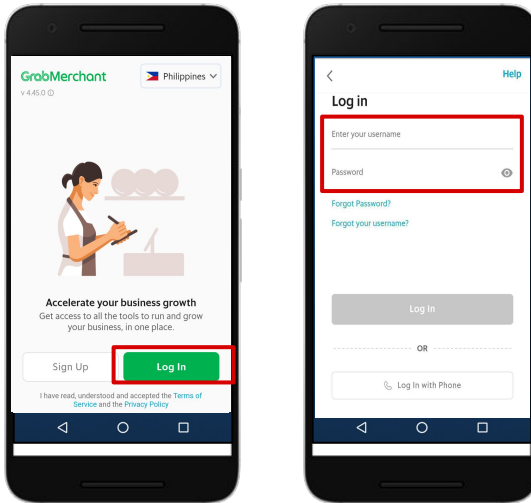 GrabMerchant
Philippines
v 4.45.0
Accelerate your business growth
Get access to all the tools to run and grow
your business, in one place.
Sign Up
Log In
I have read, understood and accepted the Terms of
Service and the Privacy Policy
Help
Log in
Enter your username
Password
Forgot Password?
Forgot your username?
Log In
OR
Log In with Phone